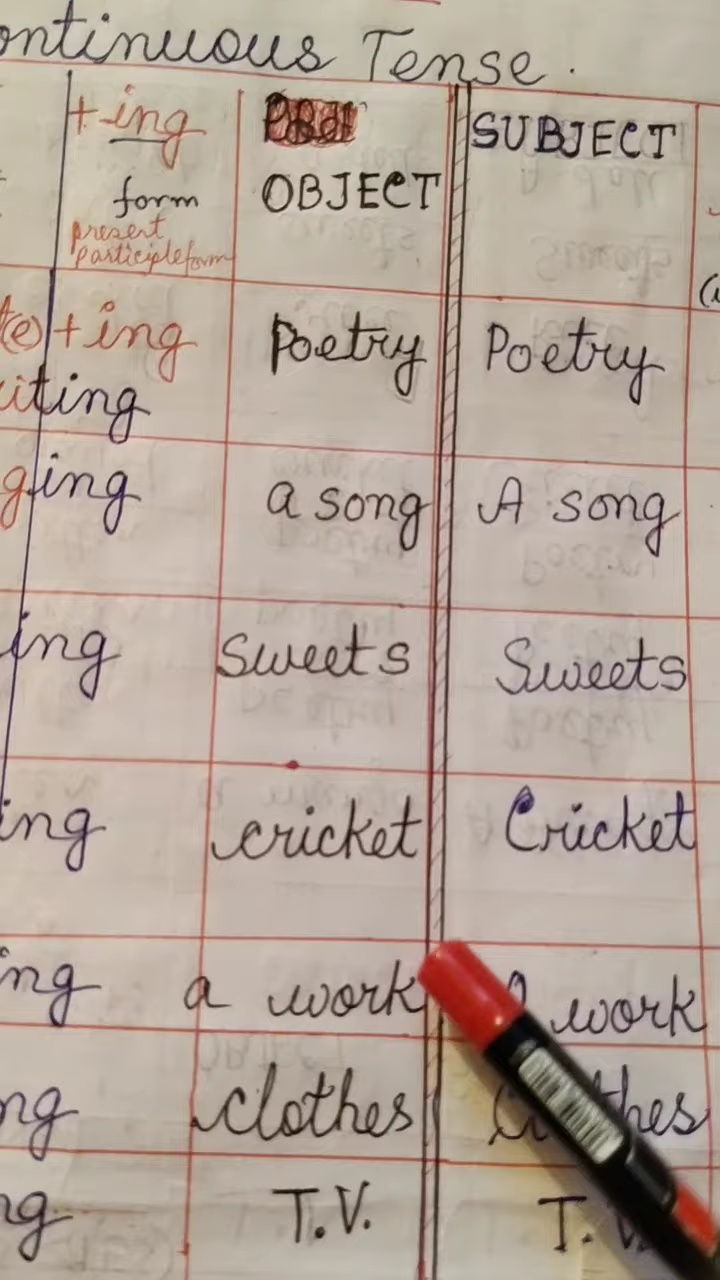 ontinuous Tense.
+ing
form
present
participle form
OBJECT
SUBJECT
(e)+ing
iting
Poetry
Poetry
ging
a song
A song
ing
Sweets
Sweets
ing
cricket
Cricket
ing
a work
work
ng
clothes
ng
T.V.